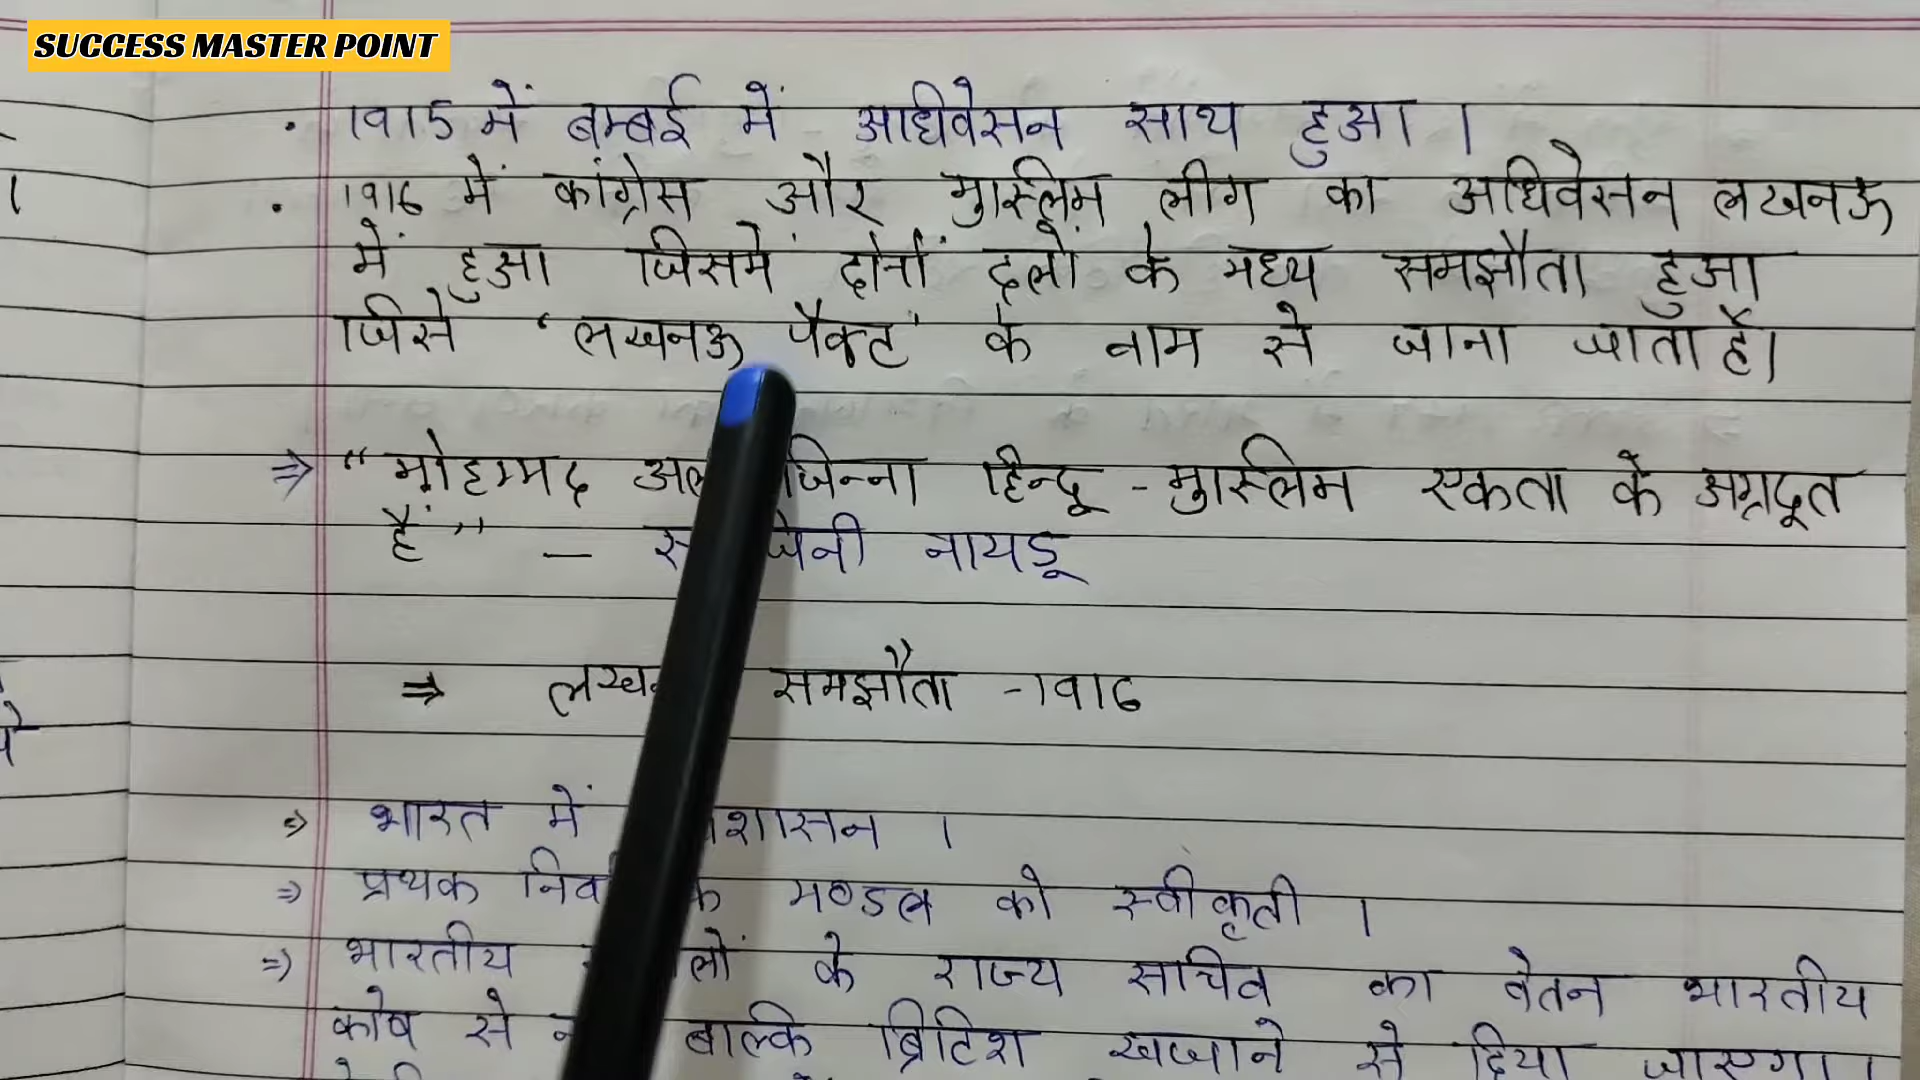 SUCCESS MASTER POINT
• 1915 में बम्बई में अधिवेसन साथ हुआ ।
• 1916 में कांग्रेस और मुस्लिम लीग का अधिवेसन लखनऊ
में हुआ जिसमें दोनों दलों के मध्य समझौता हुआ
जिसे 'लखनऊ पैक्ट' के नाम से जाना जाता है।
⇒ "मोहम्मद जिन्ना हिन्दू - मुस्लिम एकता के अग्रदूत
हैं" - नायडू
⇒ समझौता - 1916
⇒ भारत में ।
⇒ प्रथक मण्डल को स्वीकृती ।
⇒ भारतीय के राज्य सचिव का वेतन भारतीय
कोष से बल्कि ब्रिटिश खजाने से दिया जाएगा ।